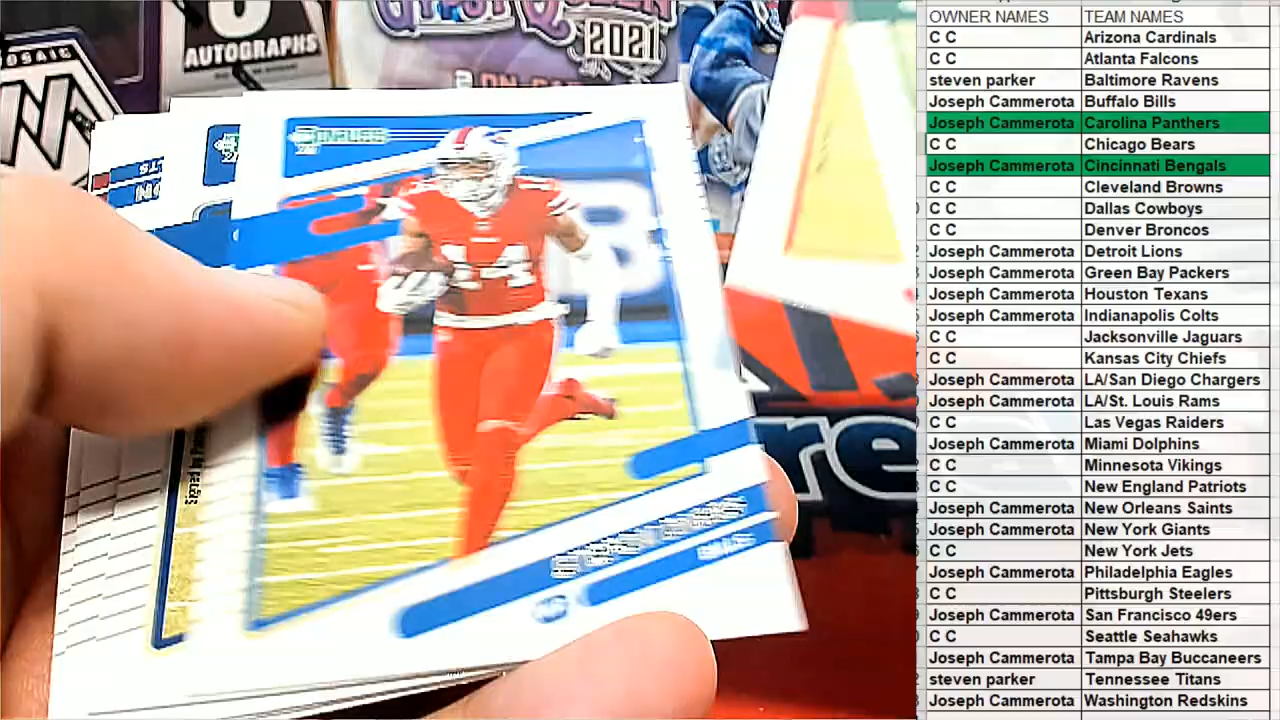 AUTOGRAPHS
GYPSY QUEEN
2021
MOSAIC
DONRUSS
14
re
OWNER NAMES TEAM NAMES
C C Arizona Cardinals
C C Atlanta Falcons
steven parker Baltimore Ravens
Joseph Cammerota Buffalo Bills
Joseph Cammerota Carolina Panthers
C C Chicago Bears
Joseph Cammerota Cincinnati Bengals
C C Cleveland Browns
C C Dallas Cowboys
C C Denver Broncos
Joseph Cammerota Detroit Lions
Joseph Cammerota Green Bay Packers
Joseph Cammerota Houston Texans
Joseph Cammerota Indianapolis Colts
C C Jacksonville Jaguars
C C Kansas City Chiefs
Joseph Cammerota LA/San Diego Chargers
Joseph Cammerota LA/St. Louis Rams
C C Las Vegas Raiders
Joseph Cammerota Miami Dolphins
C C Minnesota Vikings
C C New England Patriots
Joseph Cammerota New Orleans Saints
Joseph Cammerota New York Giants
C C New York Jets
Joseph Cammerota Philadelphia Eagles
C C Pittsburgh Steelers
Joseph Cammerota San Francisco 49ers
C C Seattle Seahawks
Joseph Cammerota Tampa Bay Buccaneers
steven parker Tennessee Titans
Joseph Cammerota Washington Redskins